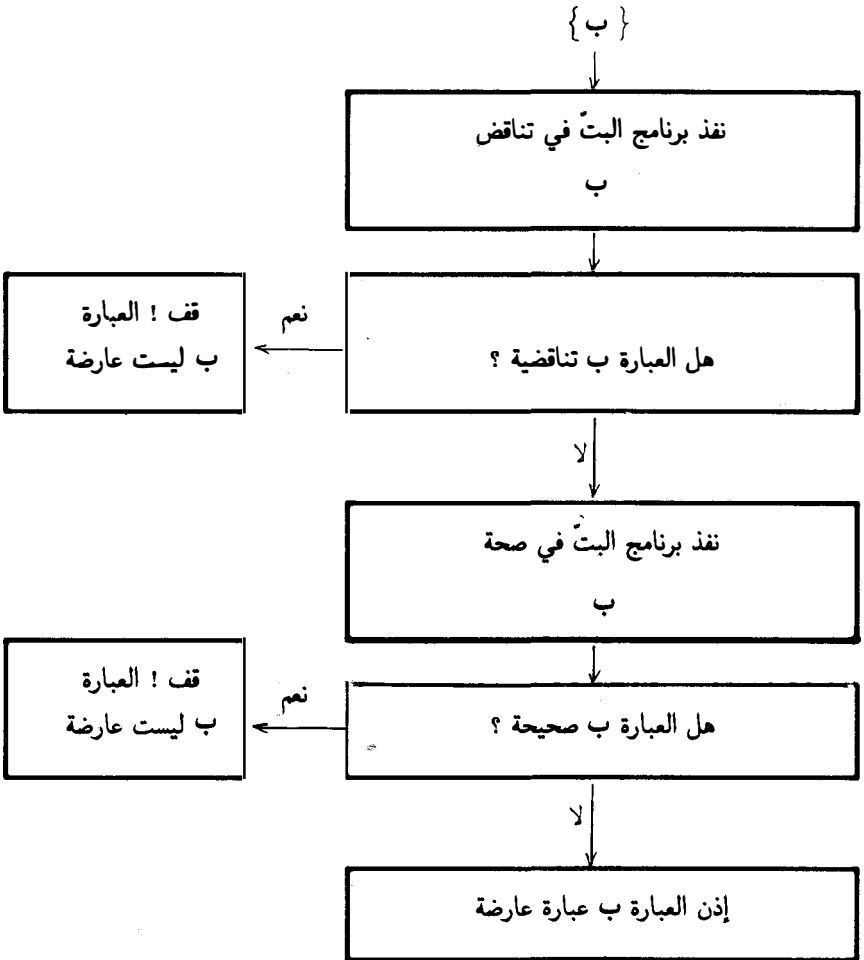 { ب }
نفذ برنامج البتّ في تناقض
ب
هل العبارة ب تناقضية ؟
نعم
قف ! العبارة
ب ليست عارضة
لا
نفذ برنامج البتّ في صحة
ب
هل العبارة ب صحيحة ؟
نعم
قف ! العبارة
ب ليست عارضة
لا
إذن العبارة ب عبارة عارضة